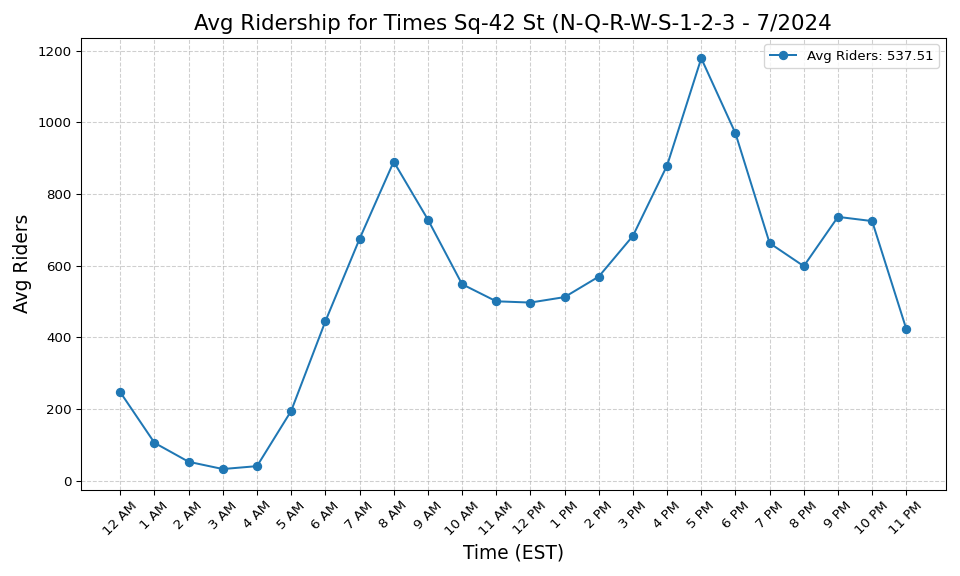 Avg Ridership for Times Sq-42 St (N-Q-R-W-S-1-2-3 - 7/2024
Avg Riders: 537.51
Avg Riders
1200
1000
800
600
400
200
0
12 AM
1 AM
2 AM
3 AM
4 AM
5 AM
6 AM
7 AM
8 AM
9 AM
10 AM
11 AM
12 PM
1 PM
2 PM
3 PM
4 PM
5 PM
6 PM
7 PM
8 PM
9 PM
10 PM
11 PM
Time (EST)